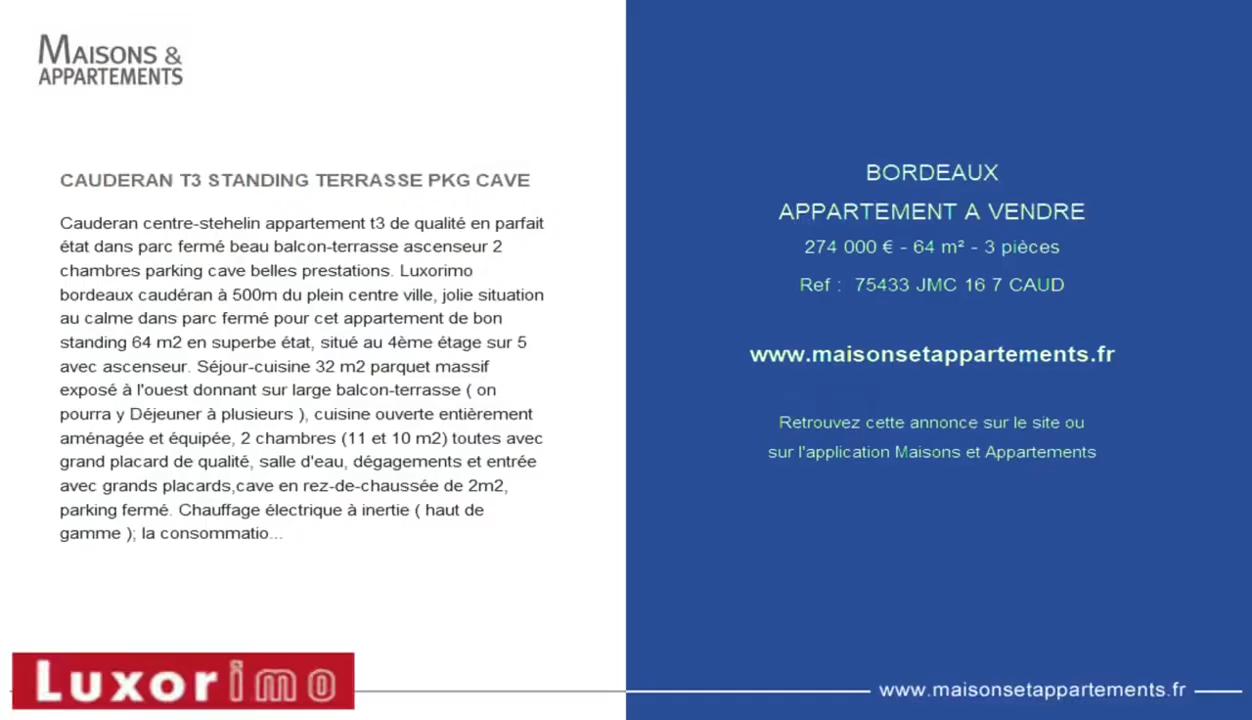 MAISONS &
APPARTEMENTS
CAUDERAN T3 STANDING TERRASSE PKG CAVE
Cauderan centre-stehelin appartement t3 de qualité en parfait
état dans parc fermé beau balcon-terrasse ascenseur 2
chambres parking cave belles prestations. Luxorimo
bordeaux caudéran à 500m du plein centre ville, jolie situation
au calme dans parc fermé pour cet appartement de bon
standing 64 m2 en superbe état, situé au 4ème étage sur 5
avec ascenseur. Séjour-cuisine 32 m2 parquet massif
exposé à l'ouest donnant sur large balcon-terrasse ( on
pourra y Déjeuner à plusieurs ), cuisine ouverte entièrement
aménagée et équipée, 2 chambres (11 et 10 m2) toutes avec
grand placard de qualité, salle d'eau, dégagements et entrée
avec grands placards,cave en rez-de-chaussée de 2m2,
parking fermé. Chauffage électrique à inertie ( haut de
gamme ); la consommatio...
Luxorimo
BORDEAUX
APPARTEMENT A VENDRE
274 000 € - 64 m² - 3 pièces
Ref : 75433 JMC 16 7 CAUD
www.maisonsetappartements.fr
Retrouvez cette annonce sur le site ou
sur l'application Maisons et Appartements
www.maisonsetappartements.fr